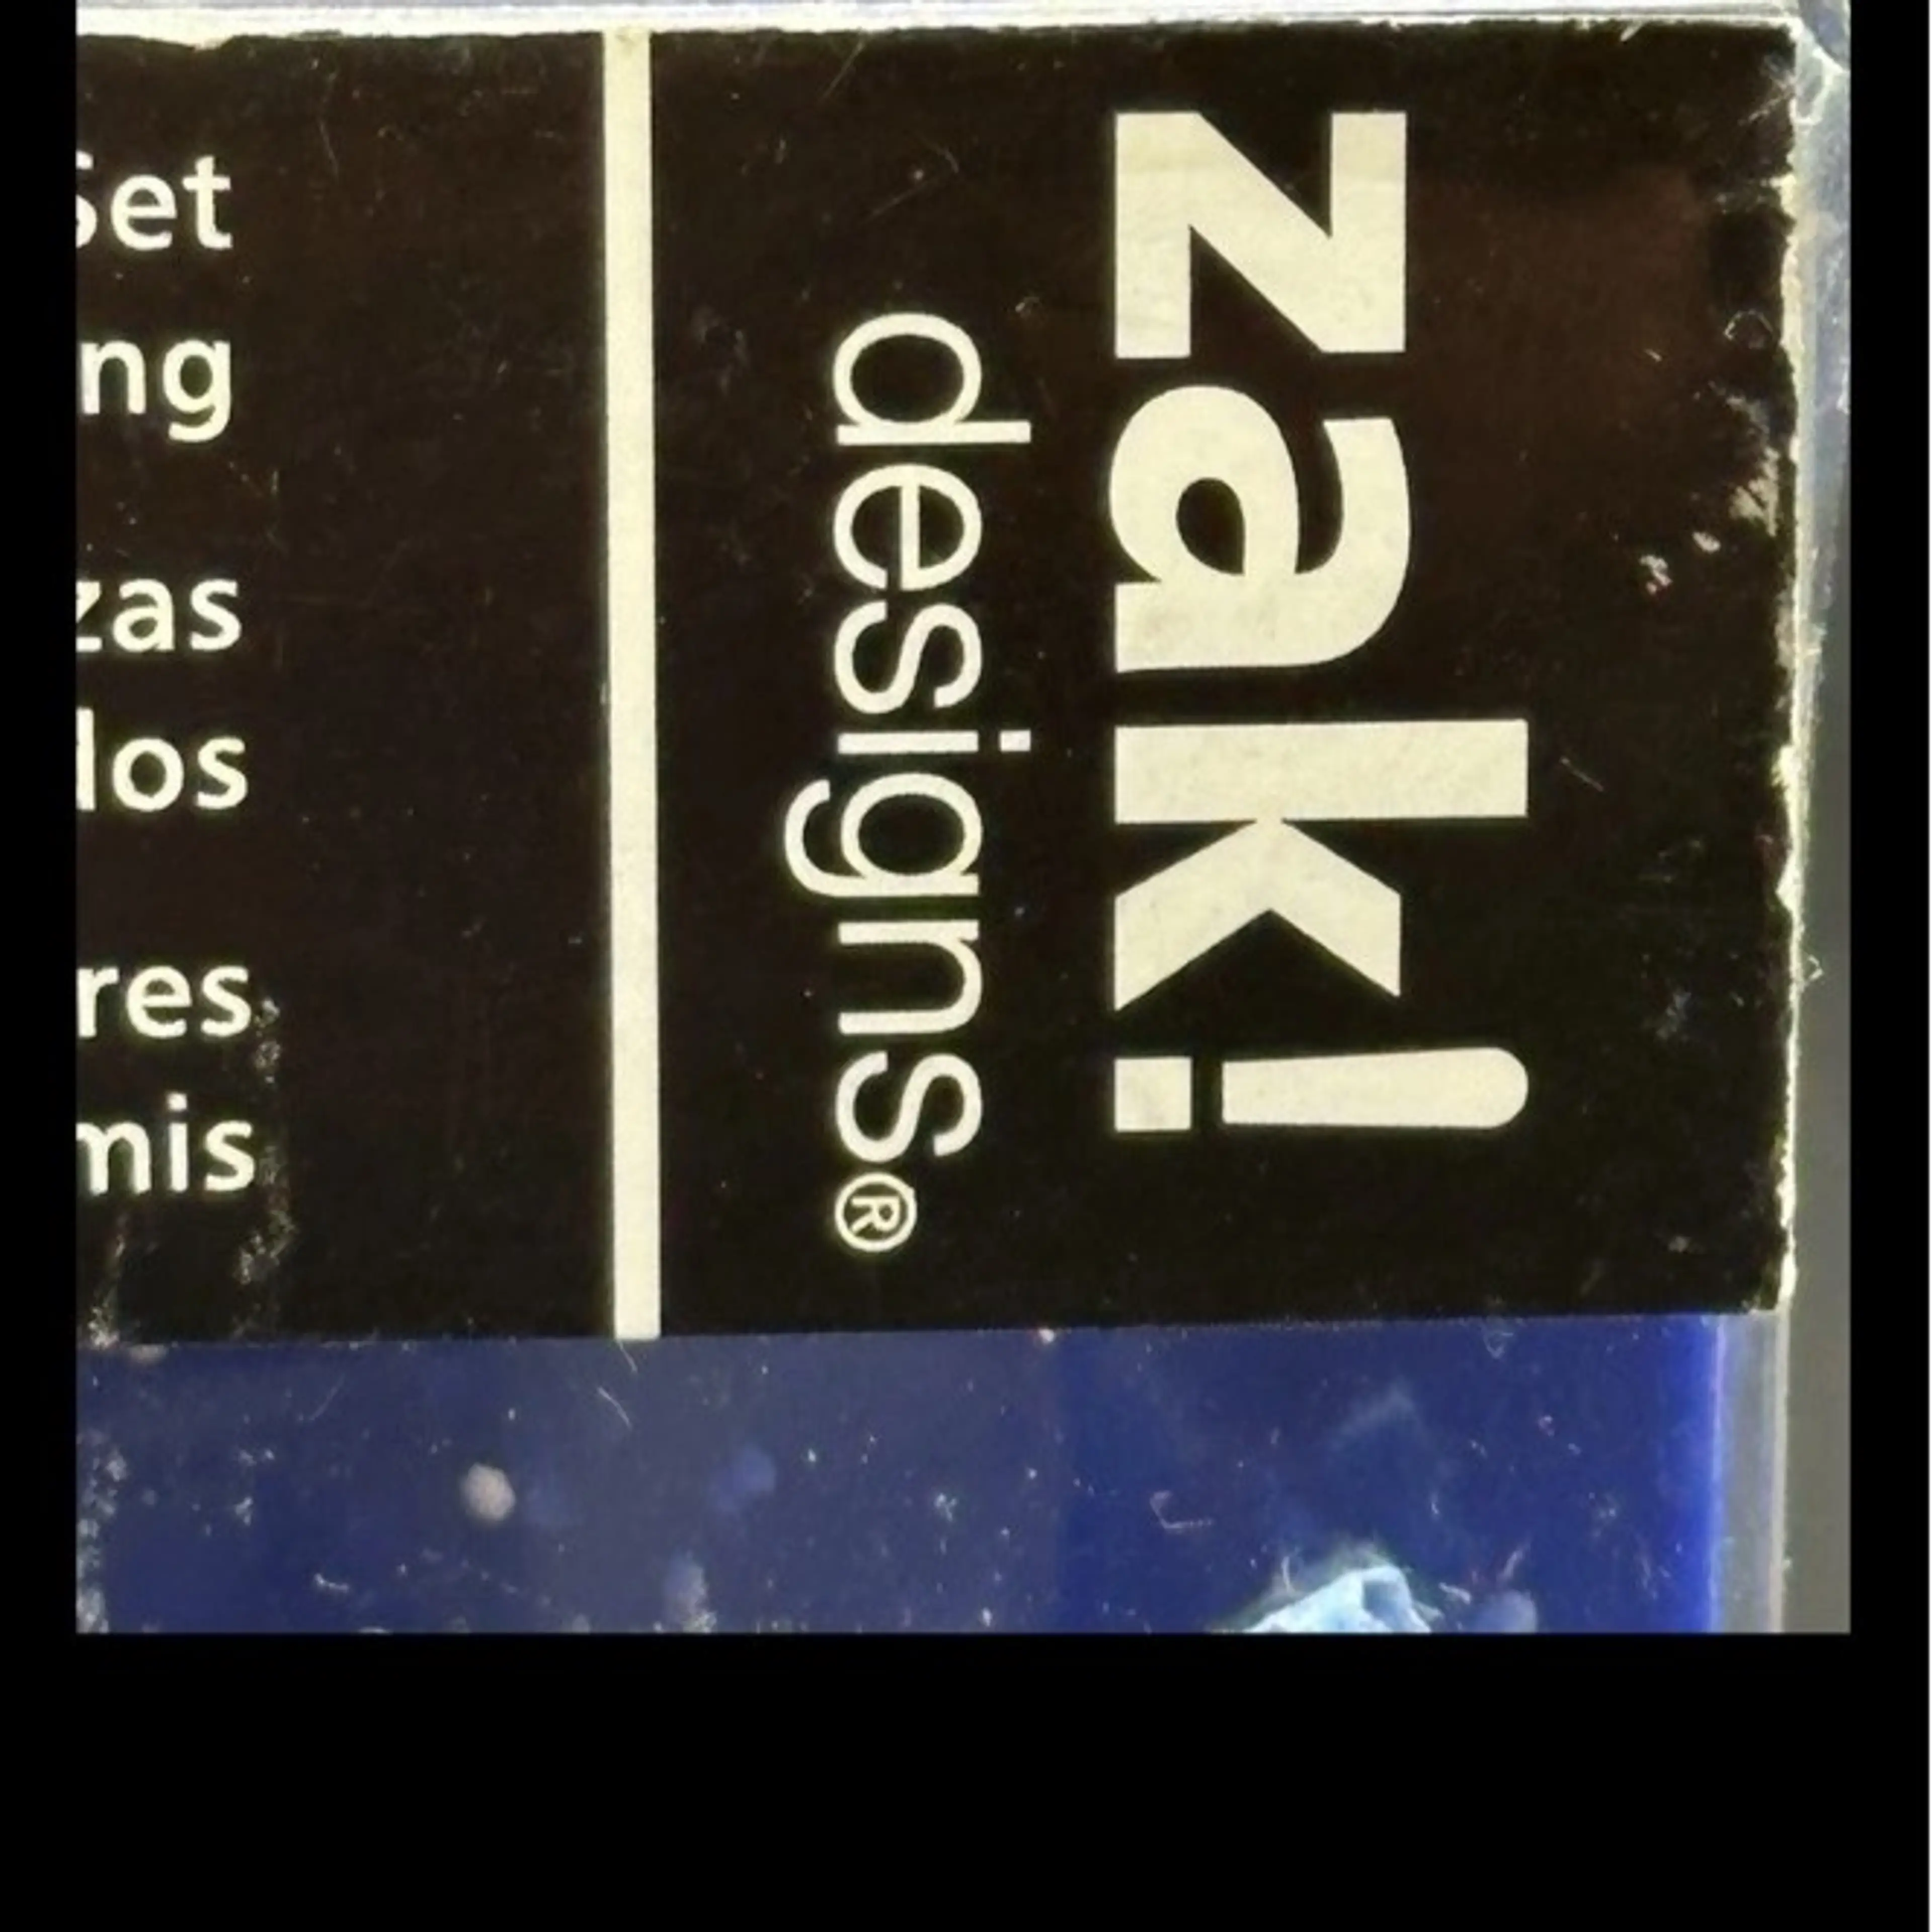 Set
ng
zas
los
res
mis
zak!
designs®